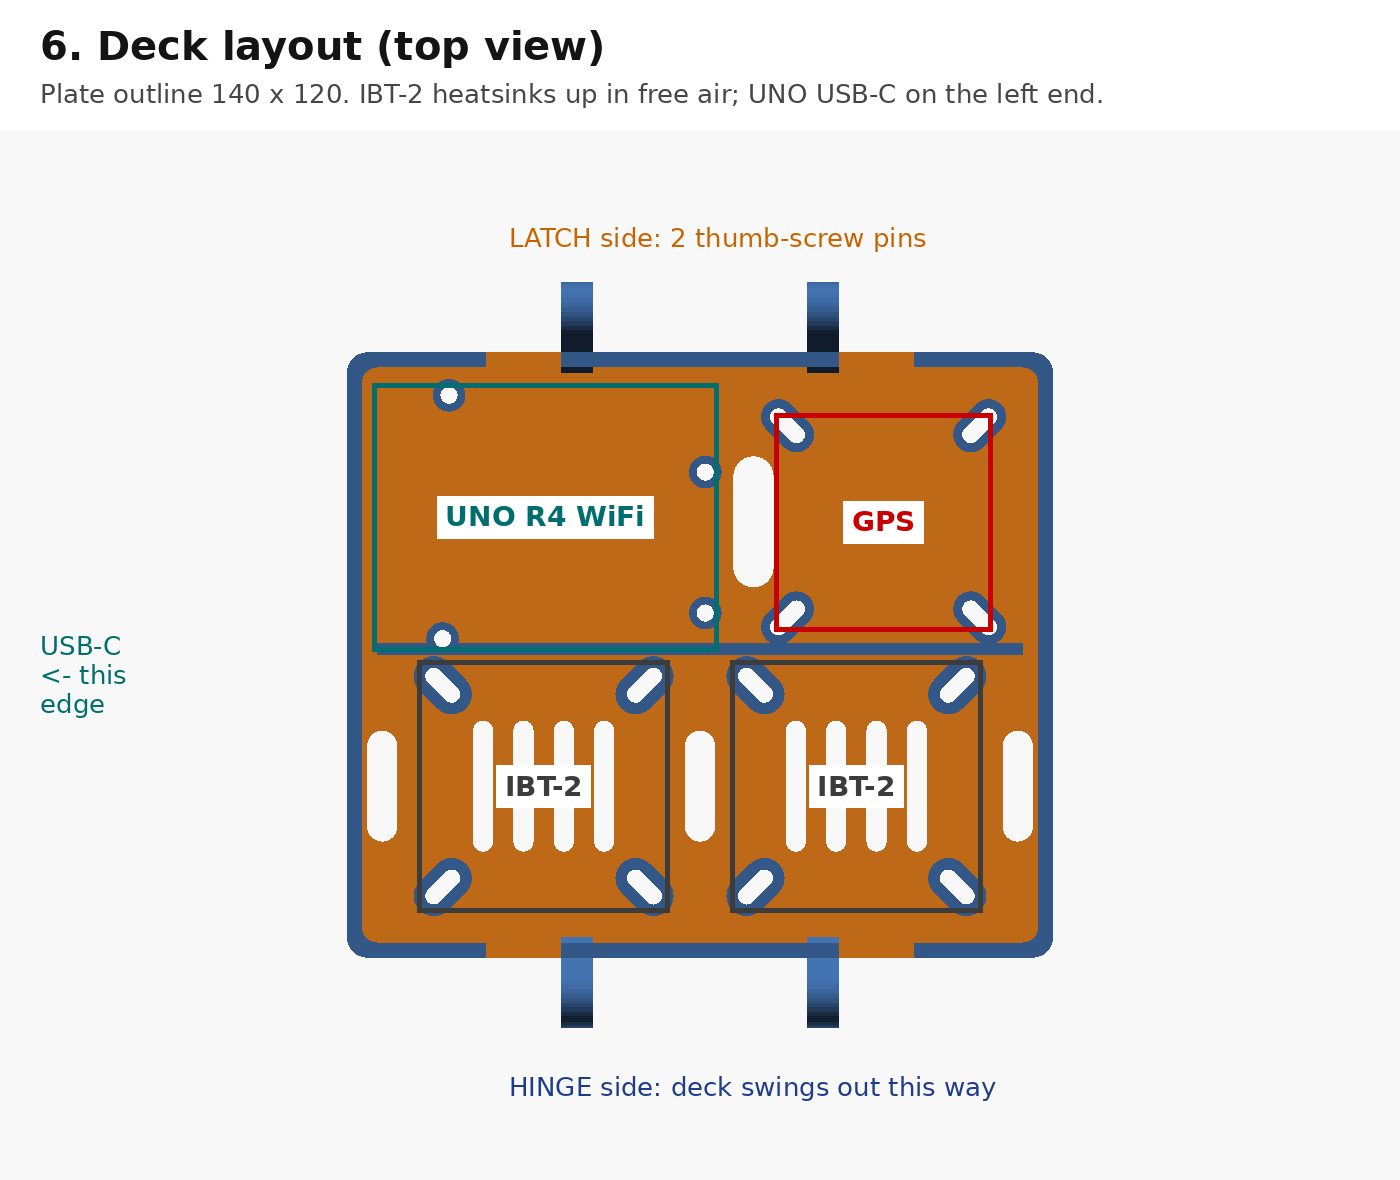 6. Deck layout (top view)
Plate outline 140 x 120. IBT-2 heatsinks up in free air; UNO USB-C on the left end.
LATCH side: 2 thumb-screw pins
UNO R4 WiFi
GPS
USB-C
<- this
edge
IBT-2
IBT-2
HINGE side: deck swings out this way